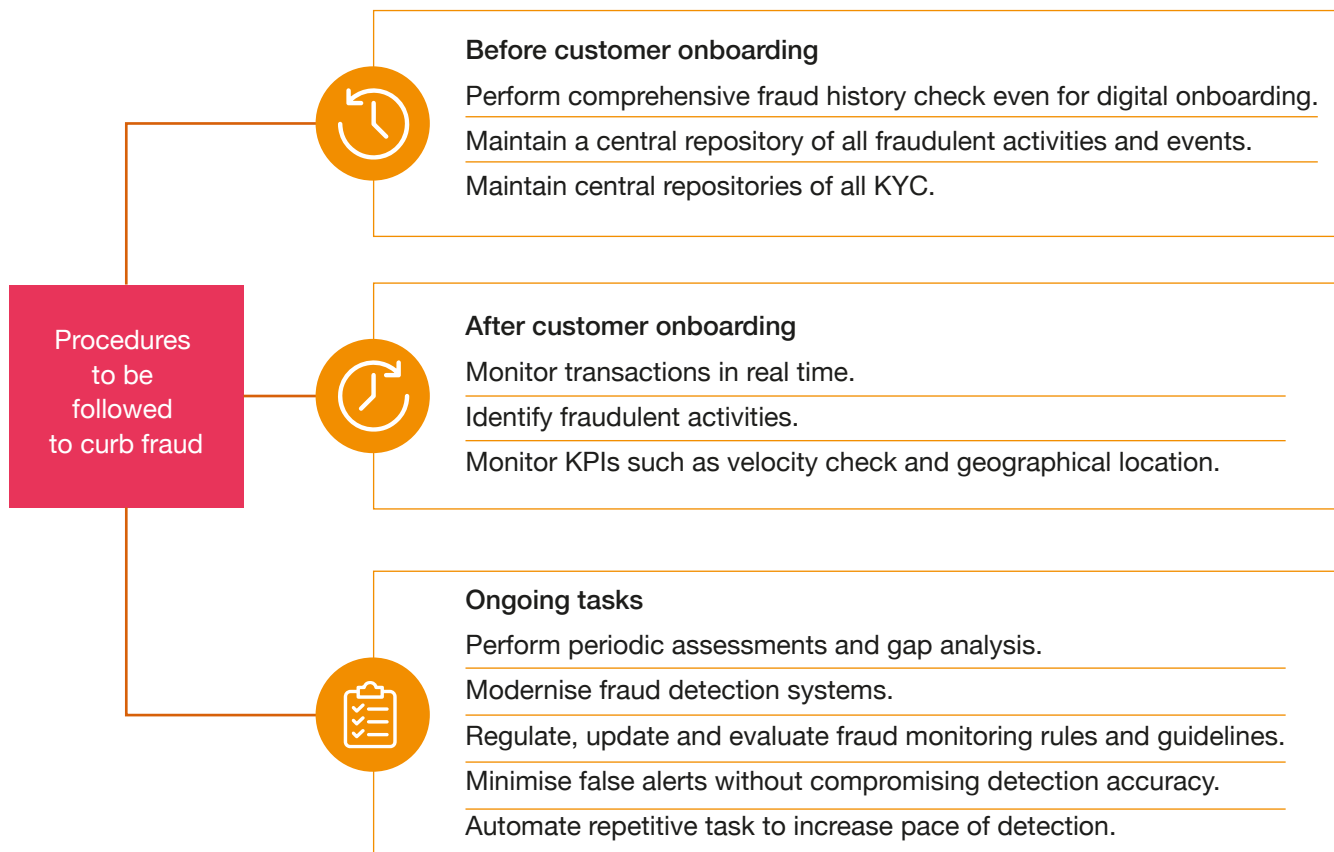 Procedures
to be
followed
to curb fraud
Before customer onboarding
Perform comprehensive fraud history check even for digital onboarding.
Maintain a central repository of all fraudulent activities and events.
Maintain central repositories of all KYC.
After customer onboarding
Monitor transactions in real time.
Identify fraudulent activities.
Monitor KPIs such as velocity check and geographical location.
Ongoing tasks
Perform periodic assessments and gap analysis.
Modernise fraud detection systems.
Regulate, update and evaluate fraud monitoring rules and guidelines.
Minimise false alerts without compromising detection accuracy.
Automate repetitive task to increase pace of detection.